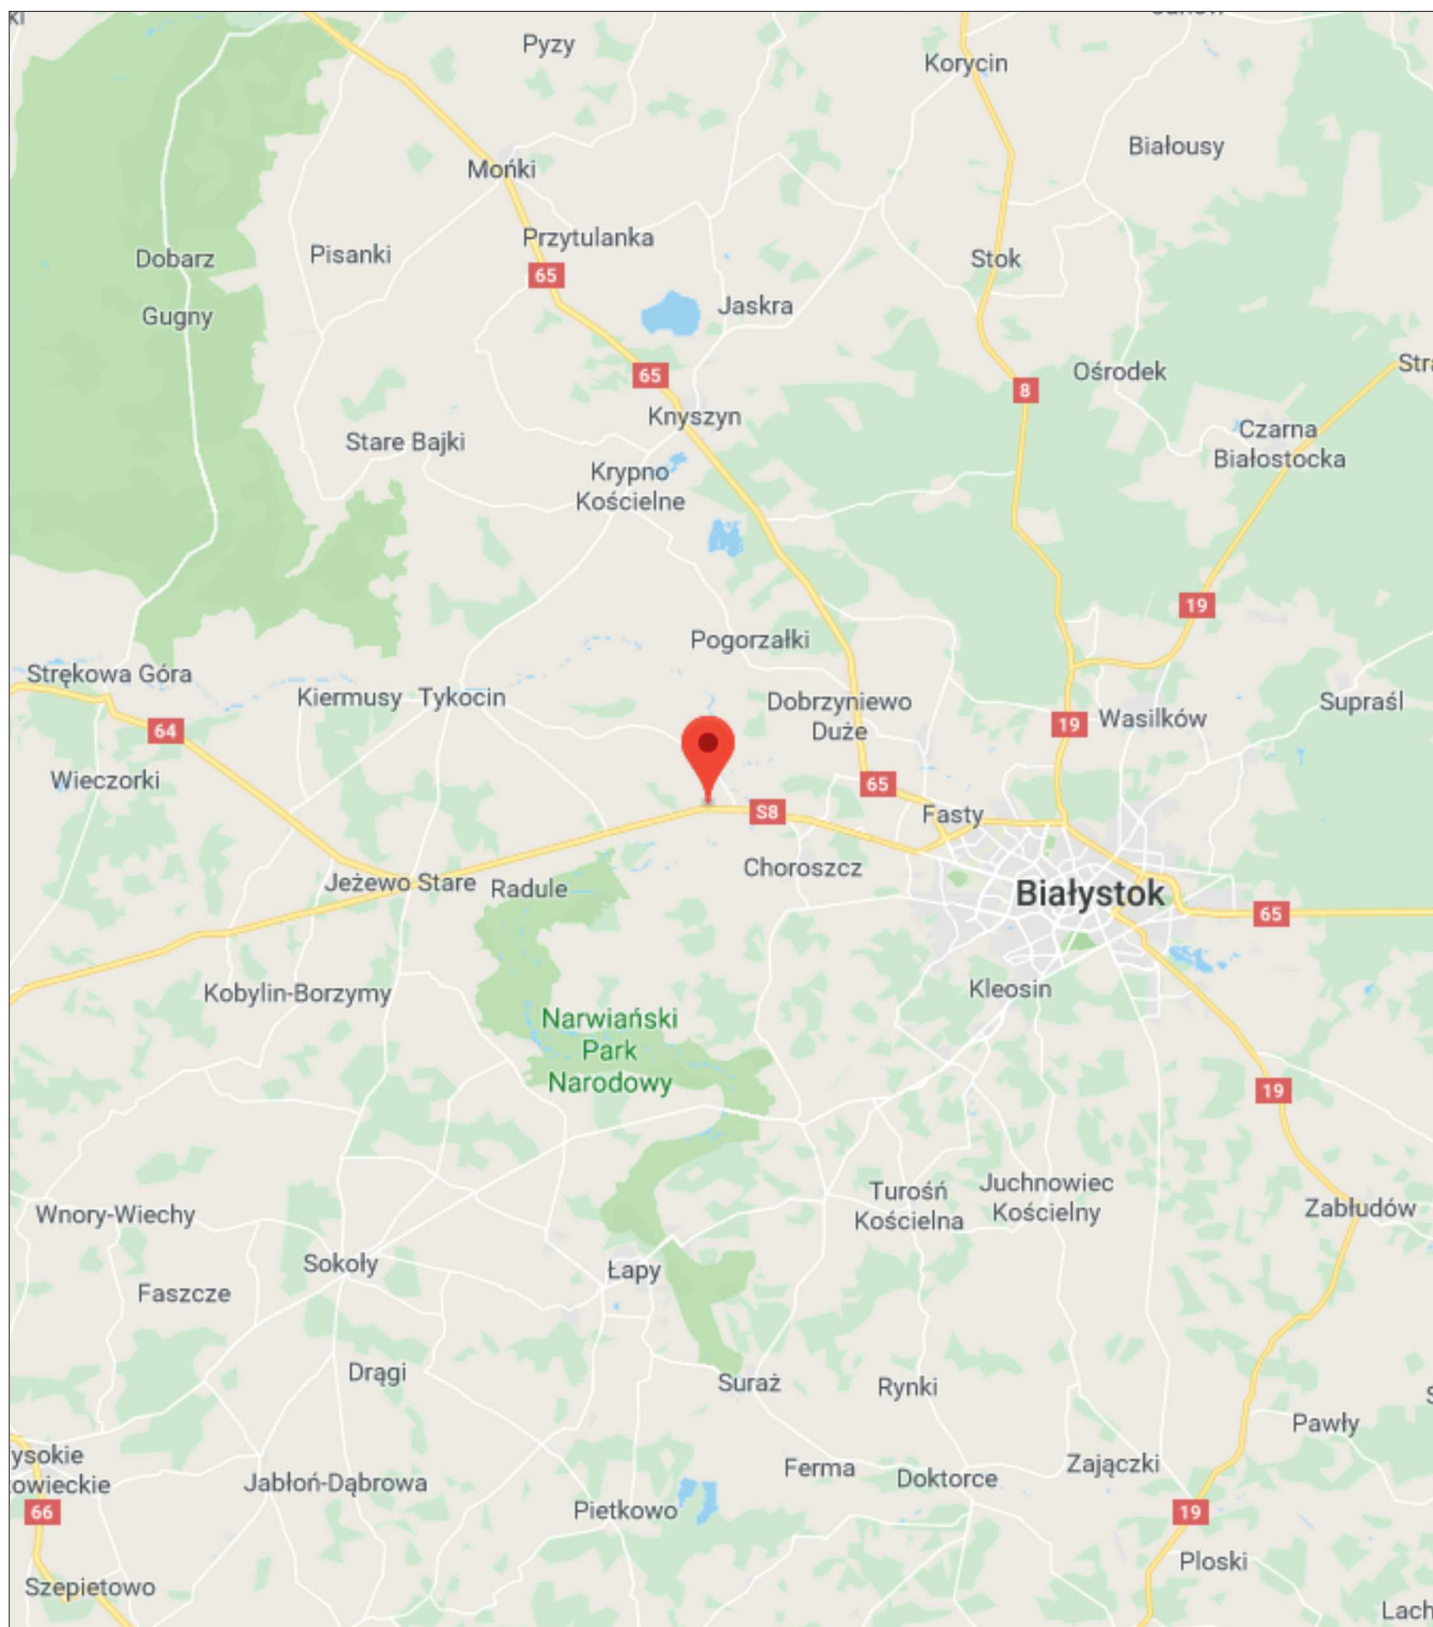 Pyzy
Korycin
Białousy
Mońki
Przytulanka
Dobarz
Pisanki
Stok
65
Gugny
Jaskra
65
8
Ośrodek
Knyszyn
Stare Bajki
Czarna
Białostocka
Krypno
Kościelne
19
Pogorzałki
Strękowa Góra
Kiermusy
Tykocin
Dobrzyniewo
Duże
Supraśl
64
19
Wasilków
Wieczorki
65
S8
Fasty
Choroszcz
Jeżewo Stare
Radule
Białystok
65
Kobylin-Borzymy
Kleosin
Narwiański
Park
Narodowy
19
Turośń
Kościelna
Juchnowiec
Kościelny
Wnory-Wiechy
Zabłudów
Sokoły
Łapy
Faszcze
Drągi
Suraż
Rynki
Pawły
ysokie
owieckie
Ferma
Doktorce
Zajączki
Jabłoń-Dąbrowa
66
Pietkowo
19
Ploski
Szepietowo
Lach